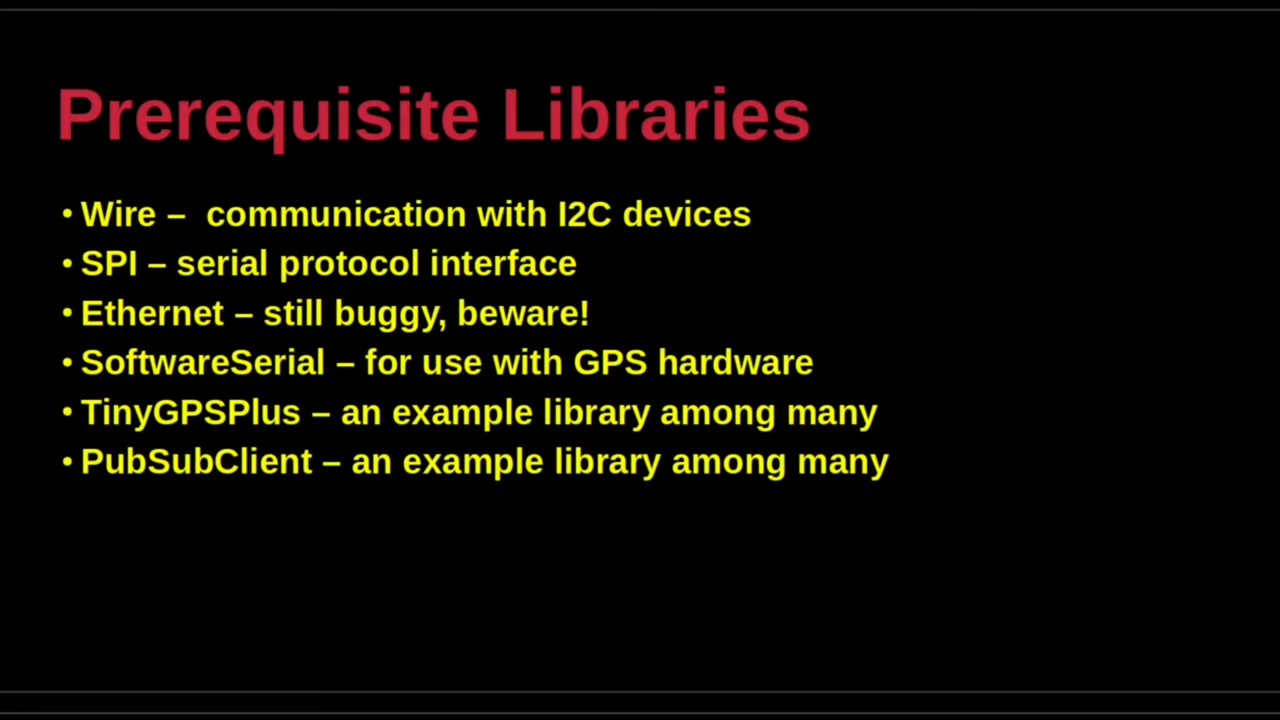 Prerequisite Libraries
• Wire –  communication with I2C devices
• SPI – serial protocol interface
• Ethernet – still buggy, beware!
• SoftwareSerial – for use with GPS hardware
• TinyGPSPlus – an example library among many
• PubSubClient – an example library among many